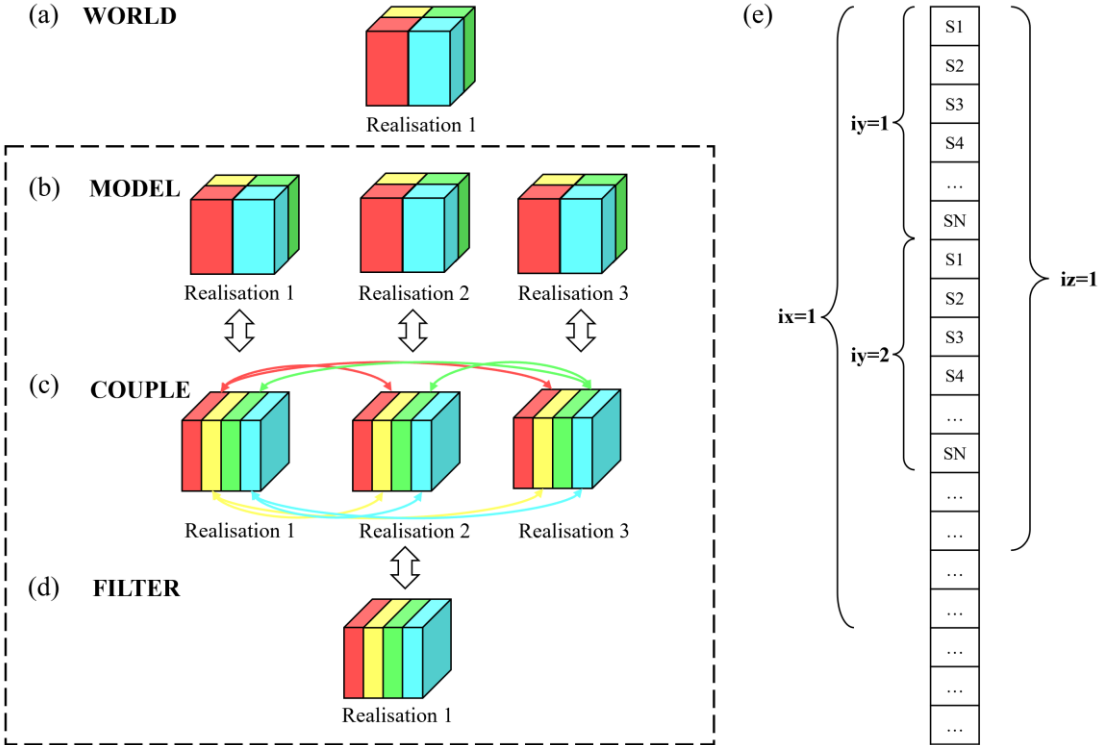 (a) WORLD
Realisation 1
(b) MODEL
Realisation 1 Realisation 2 Realisation 3
(c) COUPLE
Realisation 1 Realisation 2 Realisation 3
(d) FILTER
Realisation 1
(e)
S1
S2
S3
iy=1
S4
...
SN
S1
iz=1
S2
ix=1
S3
iy=2
S4
...
SN
...
...
...
...
...
...
...